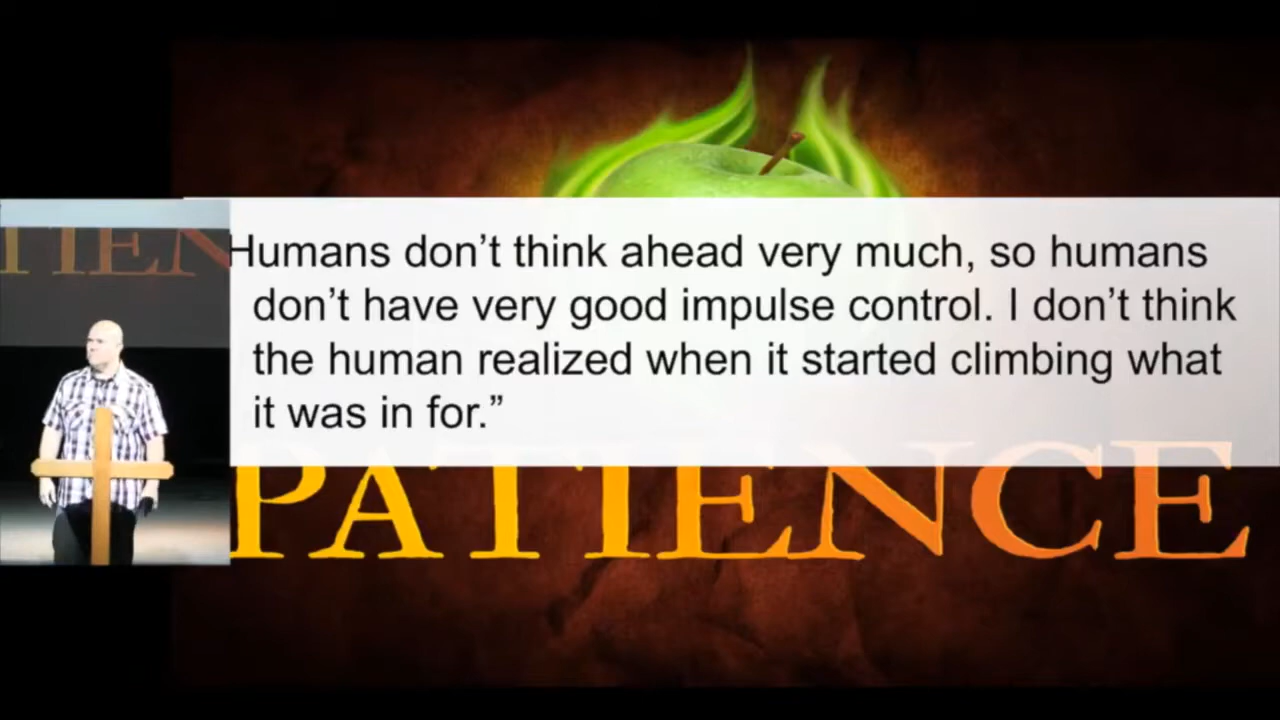 TIEN
Humans don’t think ahead very much, so humans
don’t have very good impulse control. I don’t think
the human realized when it started climbing what
it was in for.”
PATIENCE